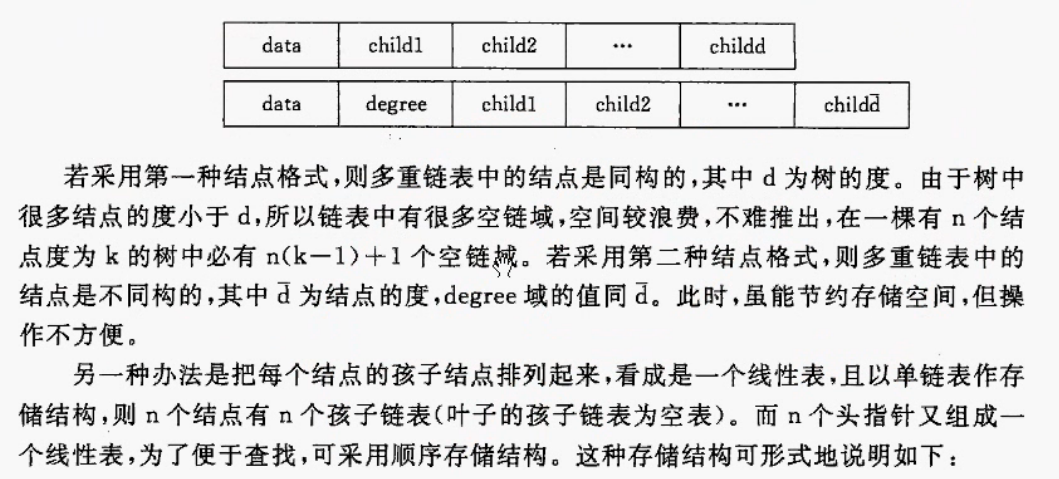 data child1 child2 … childd
data degree child1 child2 … childd̄
若采用第一种结点格式,则多重链表中的结点是同构的,其中 d 为树的度。由于树中
很多结点的度小于 d,所以链表中有很多空链域,空间较浪费,不难推出,在一棵有 n 个结
点度为 k 的树中必有 n(k-1)+1 个空链域。若采用第二种结点格式,则多重链表中的
结点是不同构的,其中 d̄ 为结点的度,degree 域的值同 d̄。此时,虽能节约存储空间,但操
作不方便。
另一种办法是把每个结点的孩子结点排列起来,看成是一个线性表,且以单链表作存
储结构,则 n 个结点有 n 个孩子链表(叶子的孩子链表为空表)。而 n 个头指针又组成一
个线性表,为了便于查找,可采用顺序存储结构。这种存储结构可形式地说明如下: